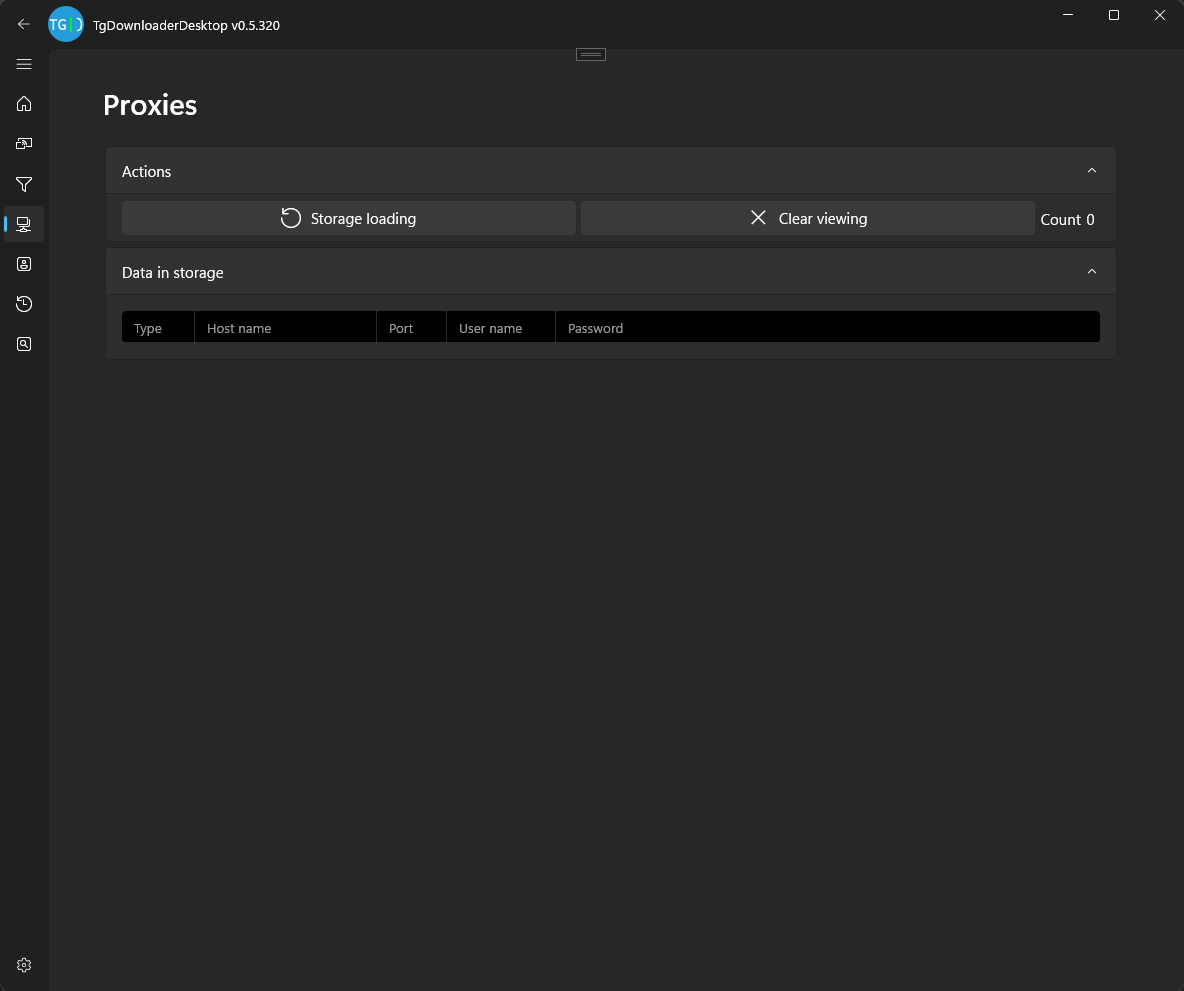 TG D TgDownloaderDesktop v0.5.320
Proxies
Actions
Storage loading Clear viewing Count 0
Data in storage
Type Host name Port User name Password